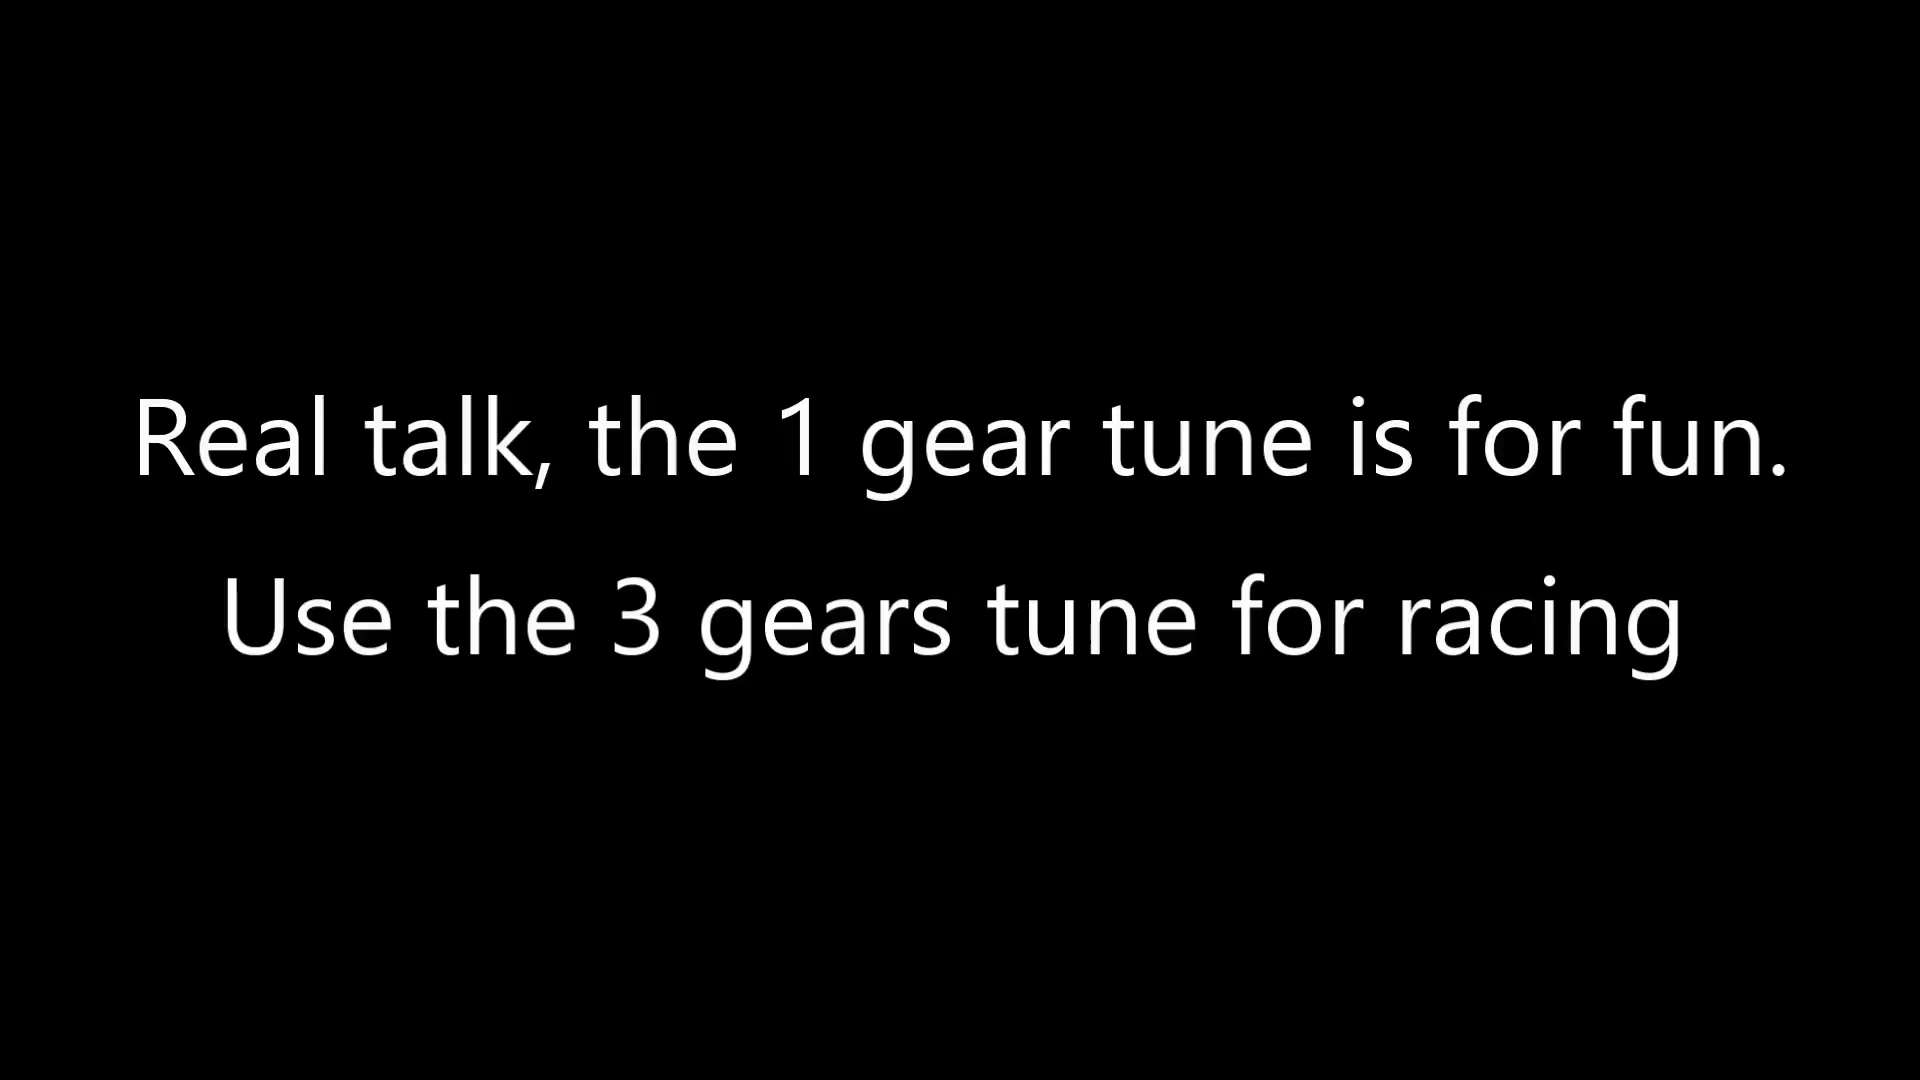 Real talk, the 1 gear tune is for fun.
Use the 3 gears tune for racing